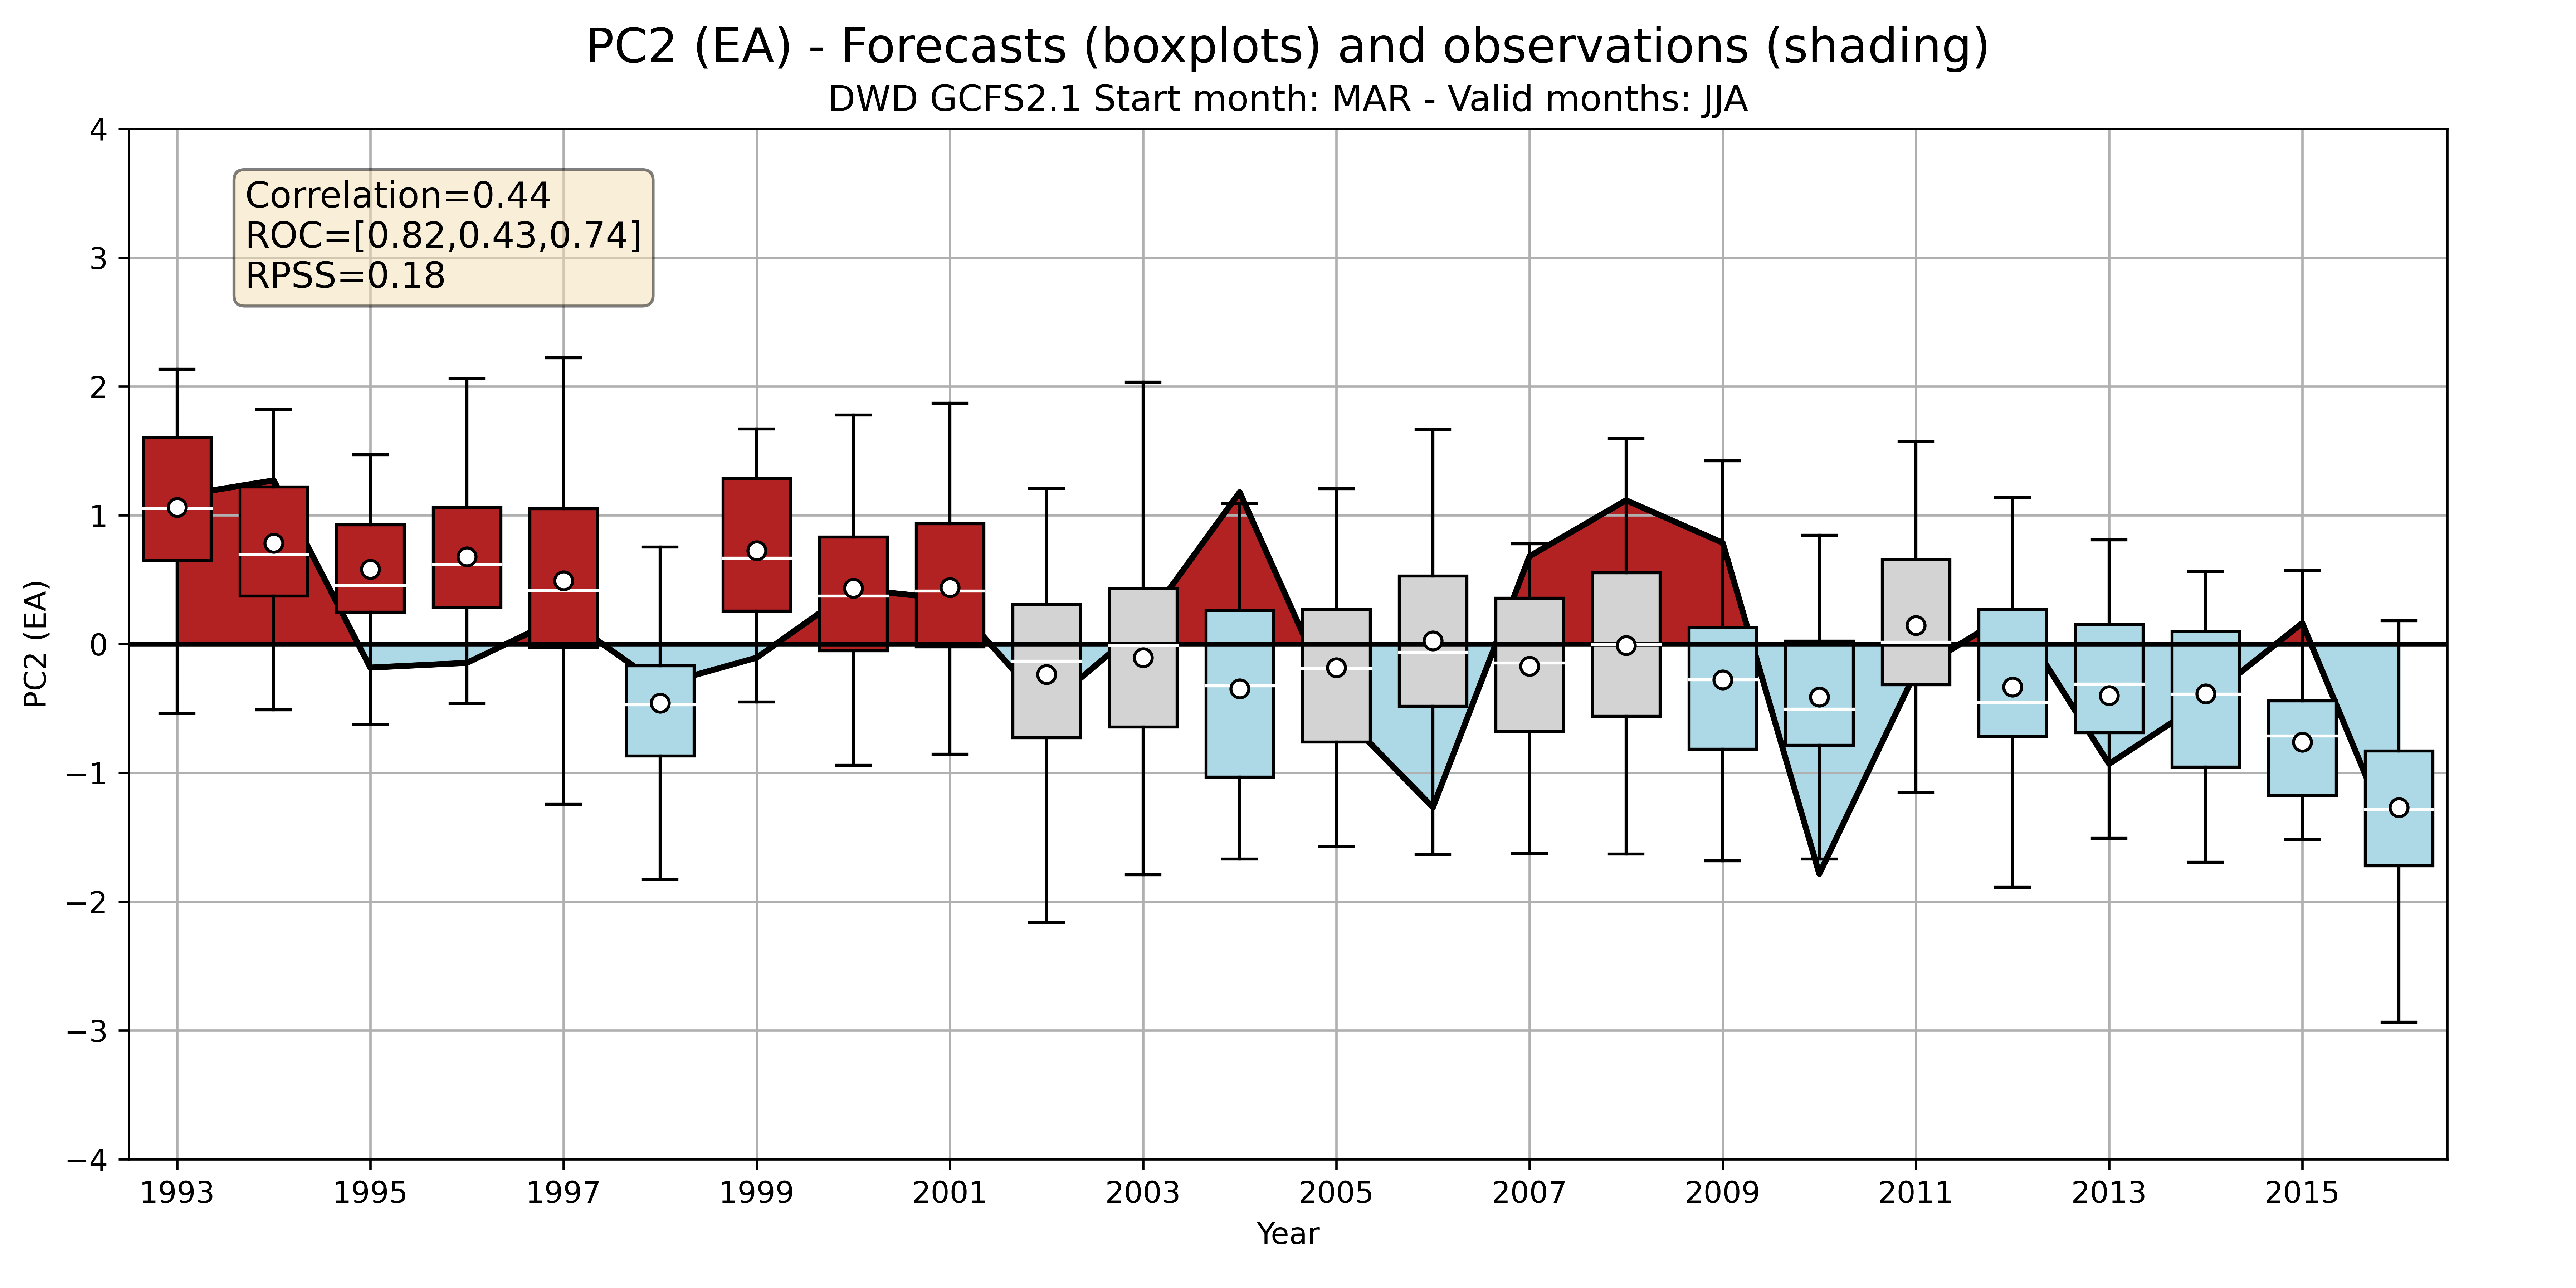 PC2 (EA) - Forecasts (boxplots) and observations (shading)
DWD GCFS2.1 Start month: MAR - Valid months: JJA
Correlation=0.44
ROC=[0.82,0.43,0.74]
RPSS=0.18
PC2 (EA)
4
3
2
1
0
−1
−2
−3
−4
1993 1995 1997 1999 2001 2003 2005 2007 2009 2011 2013 2015
Year